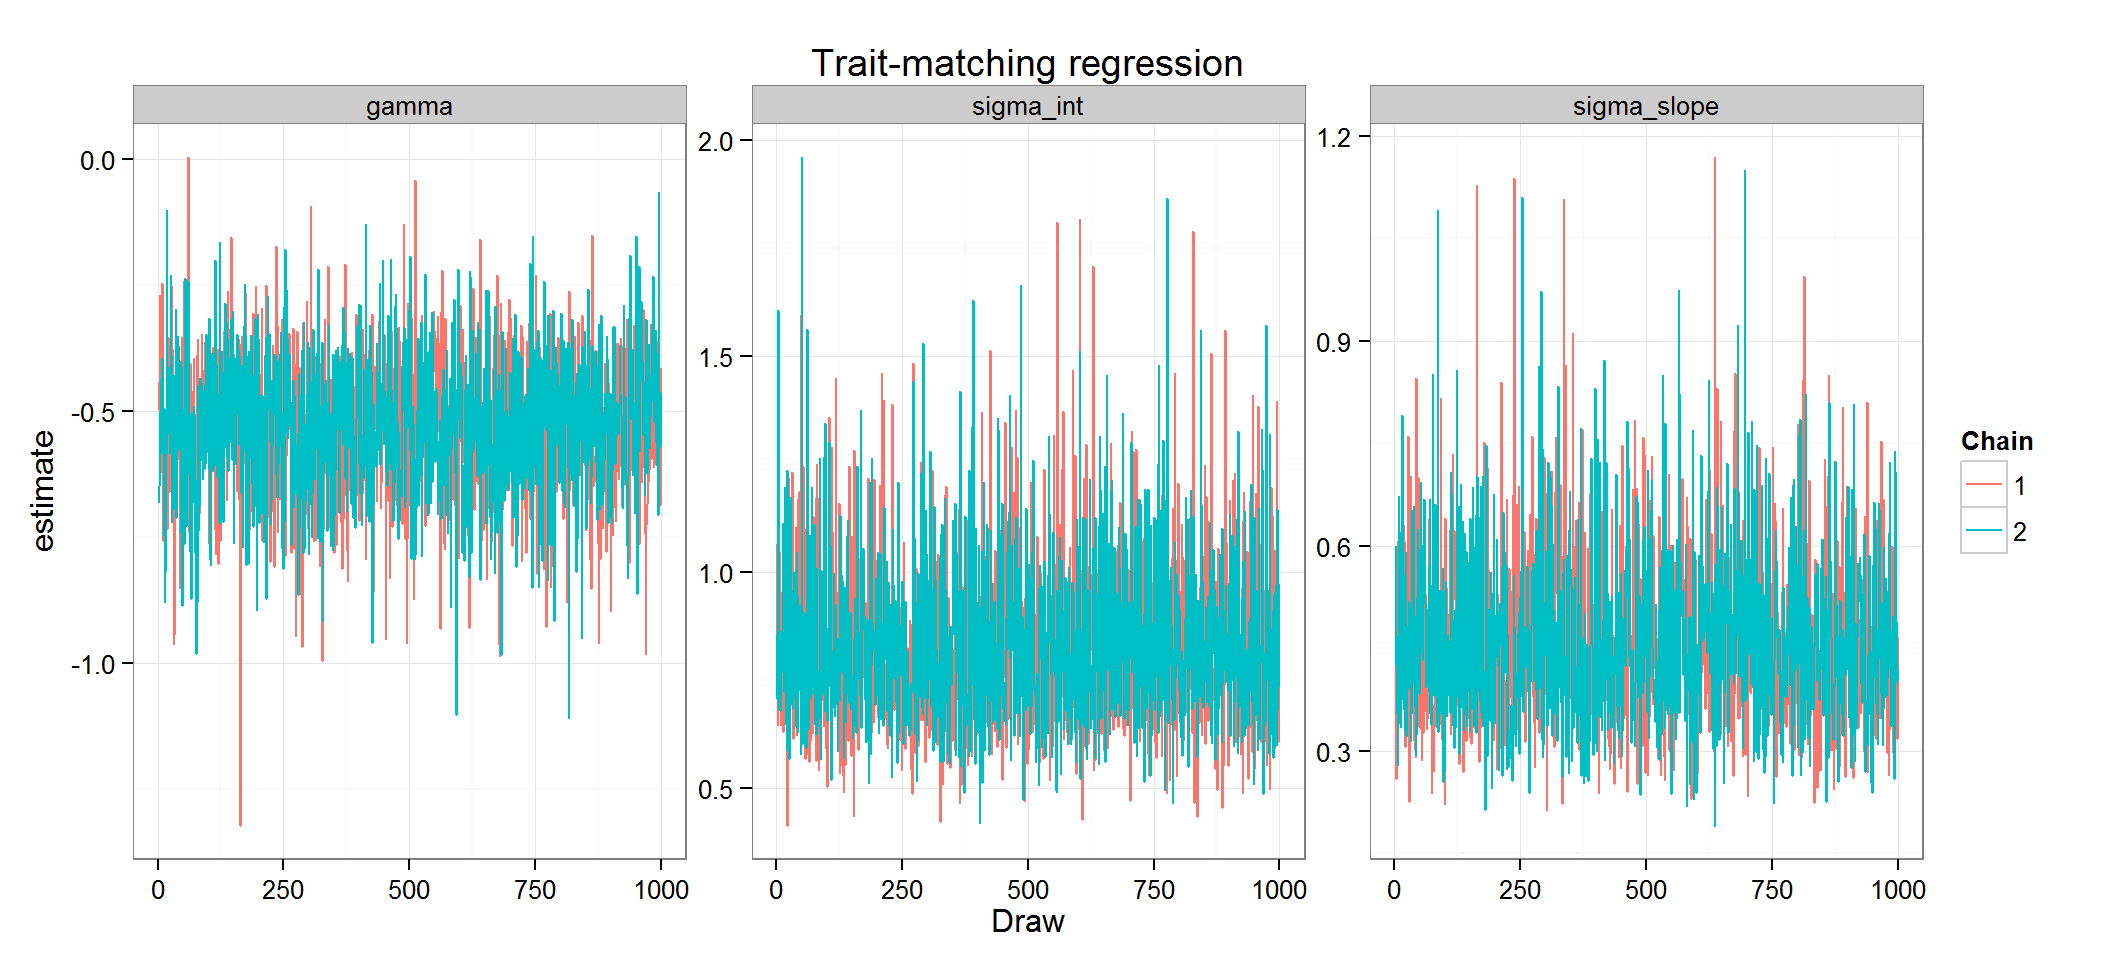 Trait-matching regression
gamma
sigma_int
sigma_slope
estimate
0.0
-0.5
-1.0
2.0
1.5
1.0
0.5
1.2
0.9
0.6
0.3
0 250 500 750 1000
0 250 500 750 1000
0 250 500 750 1000
Draw
Chain
1
2